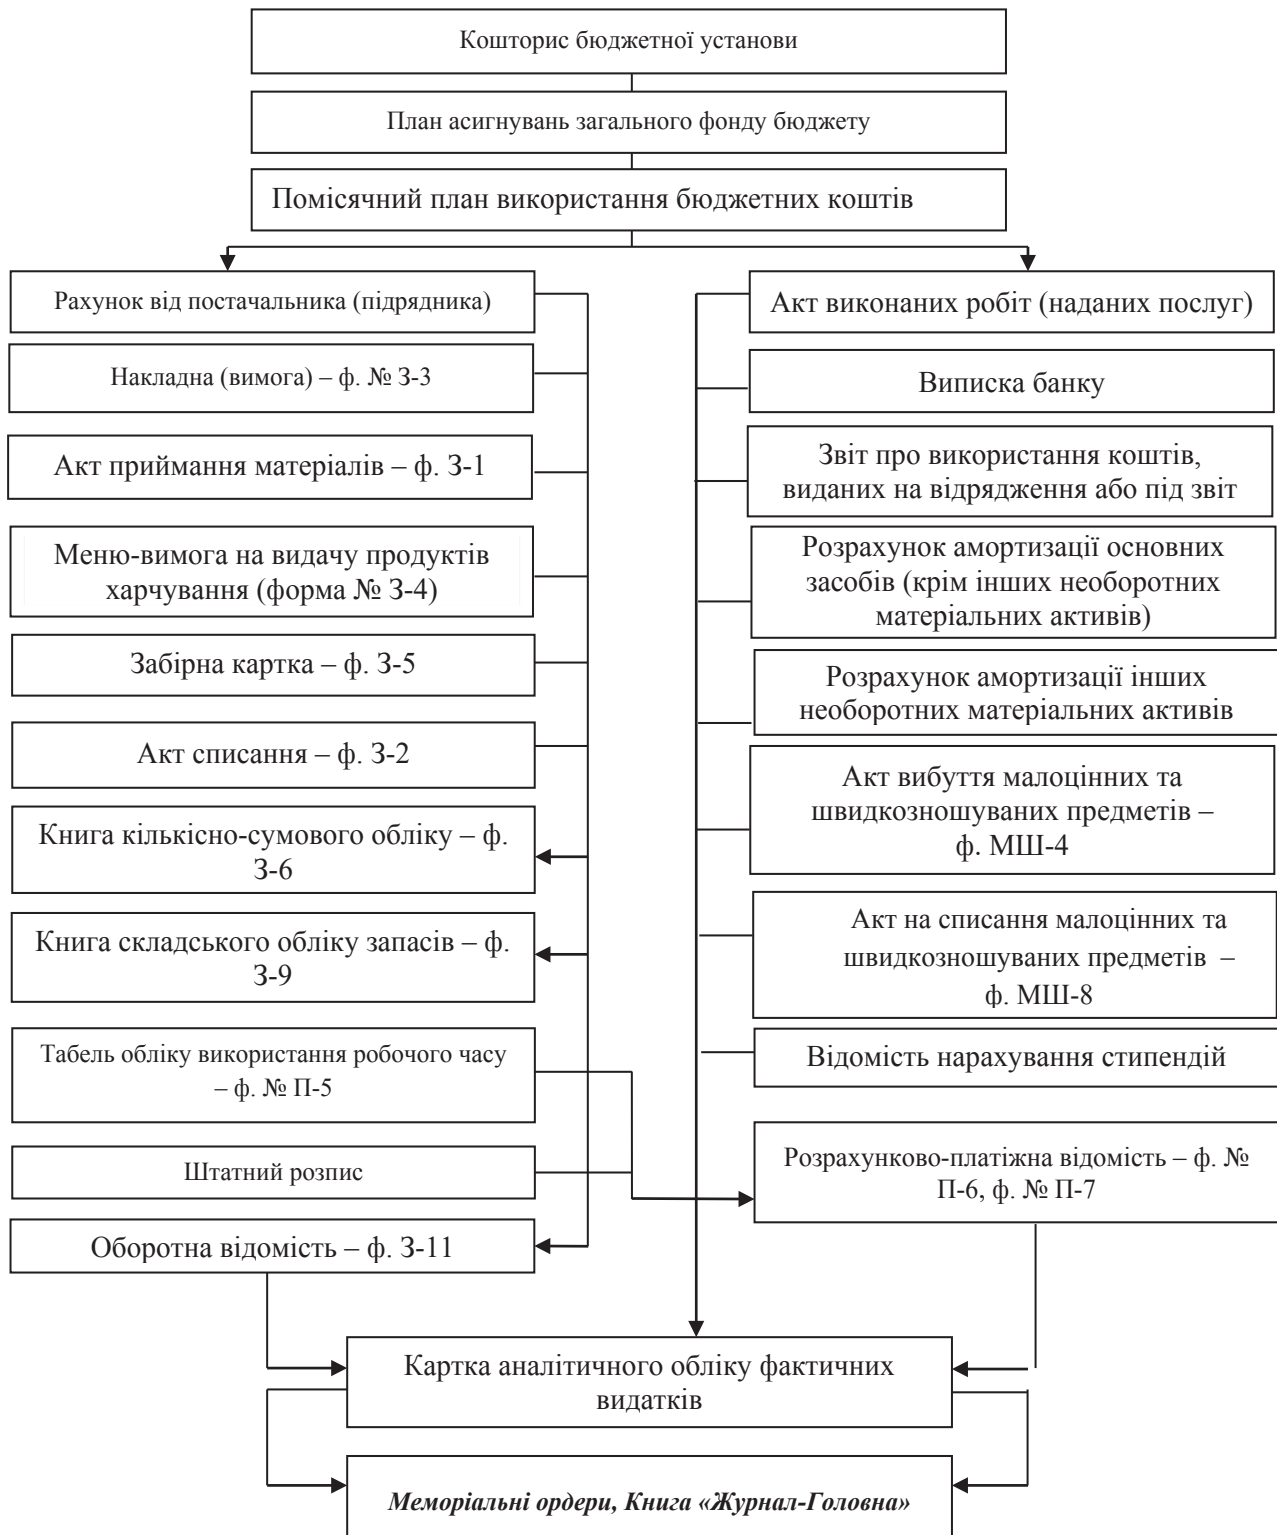 Кошторис бюджетної установи
План асигнувань загального фонду бюджету
Помісячний план використання бюджетних коштів
Рахунок від постачальника (підрядника)
Накладна (вимога) – ф. № З-3
Акт приймання матеріалів – ф. З-1
Меню-вимога на видачу продуктів
харчування (форма № З-4)
Забірна картка – ф. З-5
Акт списання – ф. З-2
Книга кількісно-сумового обліку – ф.
З-6
Книга складського обліку запасів – ф.
З-9
Табель обліку використання робочого часу
– ф. № П-5
Штатний розпис
Оборотна відомість – ф. З-11
Акт виконаних робіт (наданих послуг)
Виписка банку
Звіт про використання коштів,
виданих на відрядження або під звіт
Розрахунок амортизації основних
засобів (крім інших необоротних
матеріальних активів)
Розрахунок амортизації інших
необоротних матеріальних активів
Акт вибуття малоцінних та
швидкозношуваних предметів –
ф. МШ-4
Акт на списання малоцінних та
швидкозношуваних предметів –
ф. МШ-8
Відомість нарахування стипендій
Розрахунково-платіжна відомість – ф. №
П-6, ф. № П-7
Картка аналітичного обліку фактичних
видатків
Меморіальні ордери, Книга «Журнал-Головна»